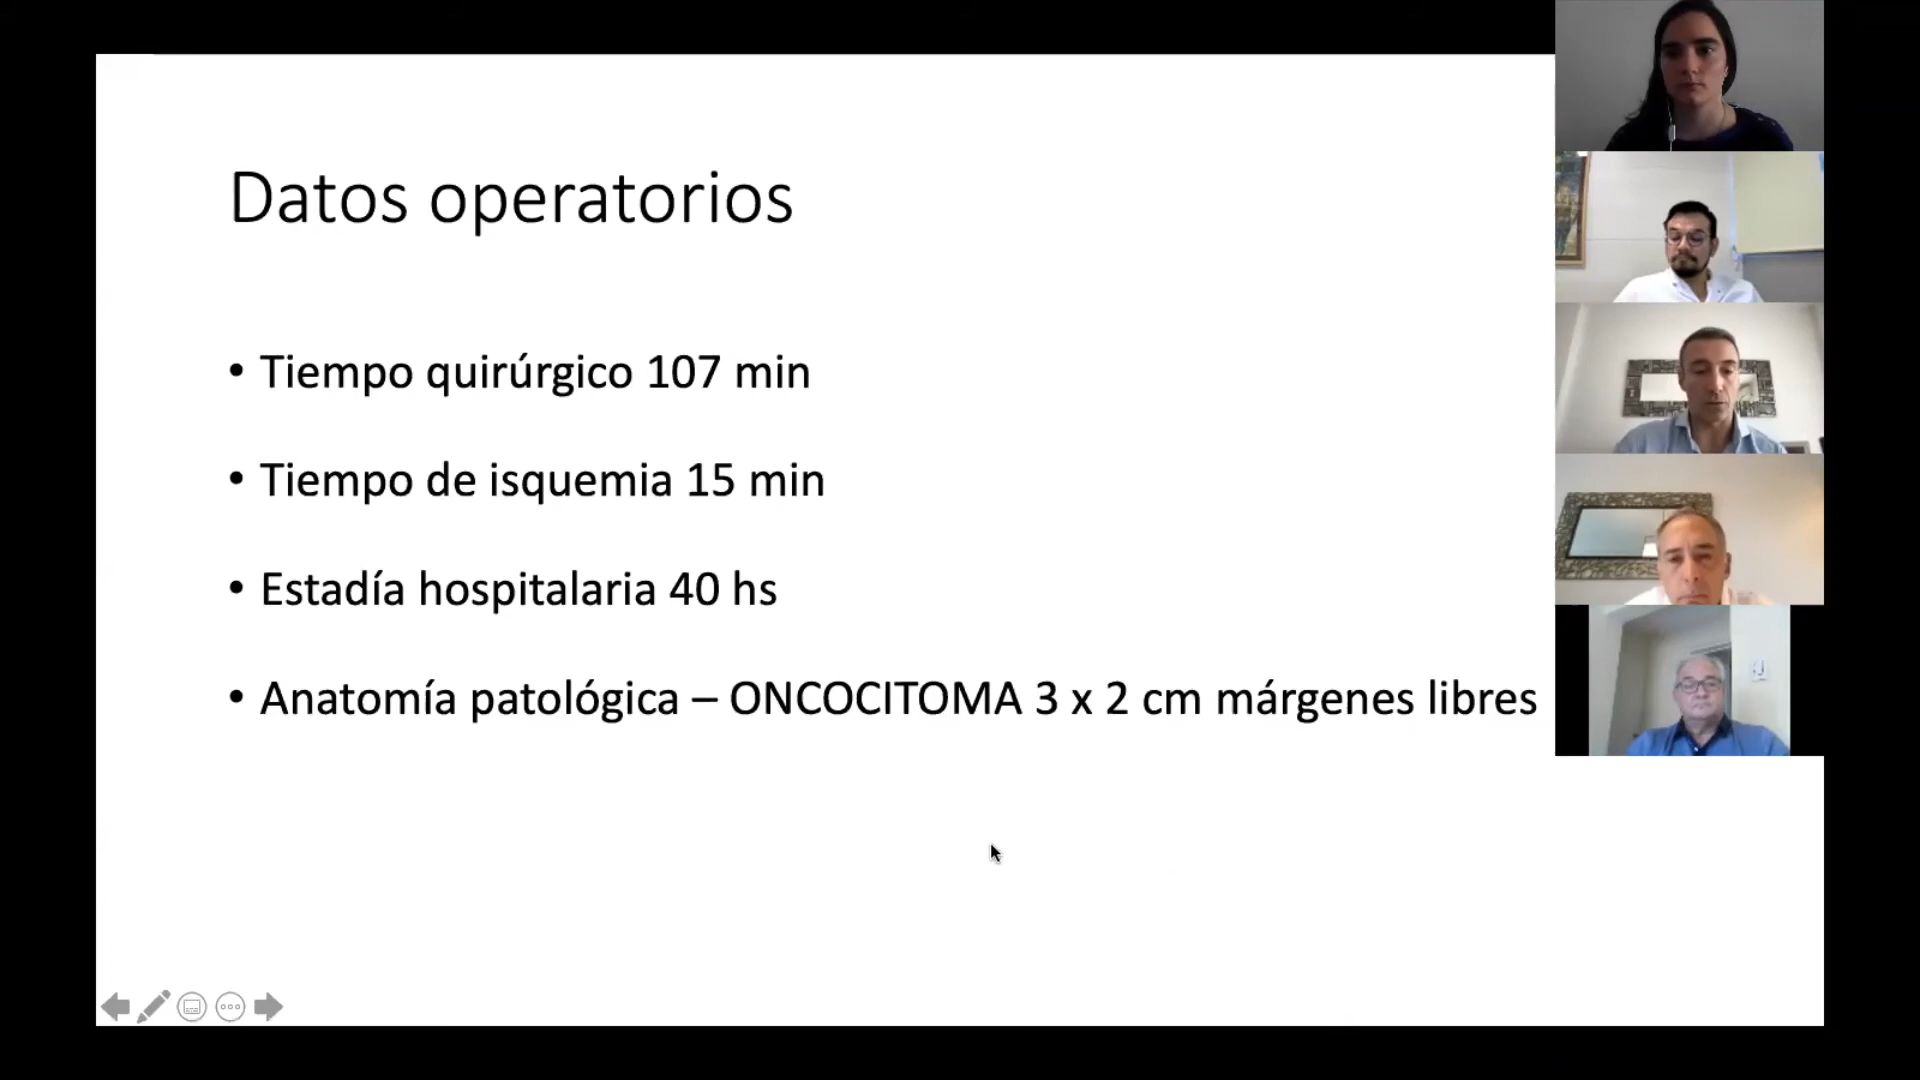 Datos operatorios
• Tiempo quirúrgico 107 min
• Tiempo de isquemia 15 min
• Estadía hospitalaria 40 hs
• Anatomía patológica – ONCOCITOMA 3 x 2 cm márgenes libres